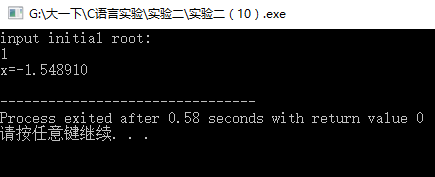 G:\大一下\C语言实验\实验二\实验二（10）.exe
input initial root:
1
x=-1.548910
--------------------------------
Process exited after 0.58 seconds with return value 0
请按任意键继续. . .